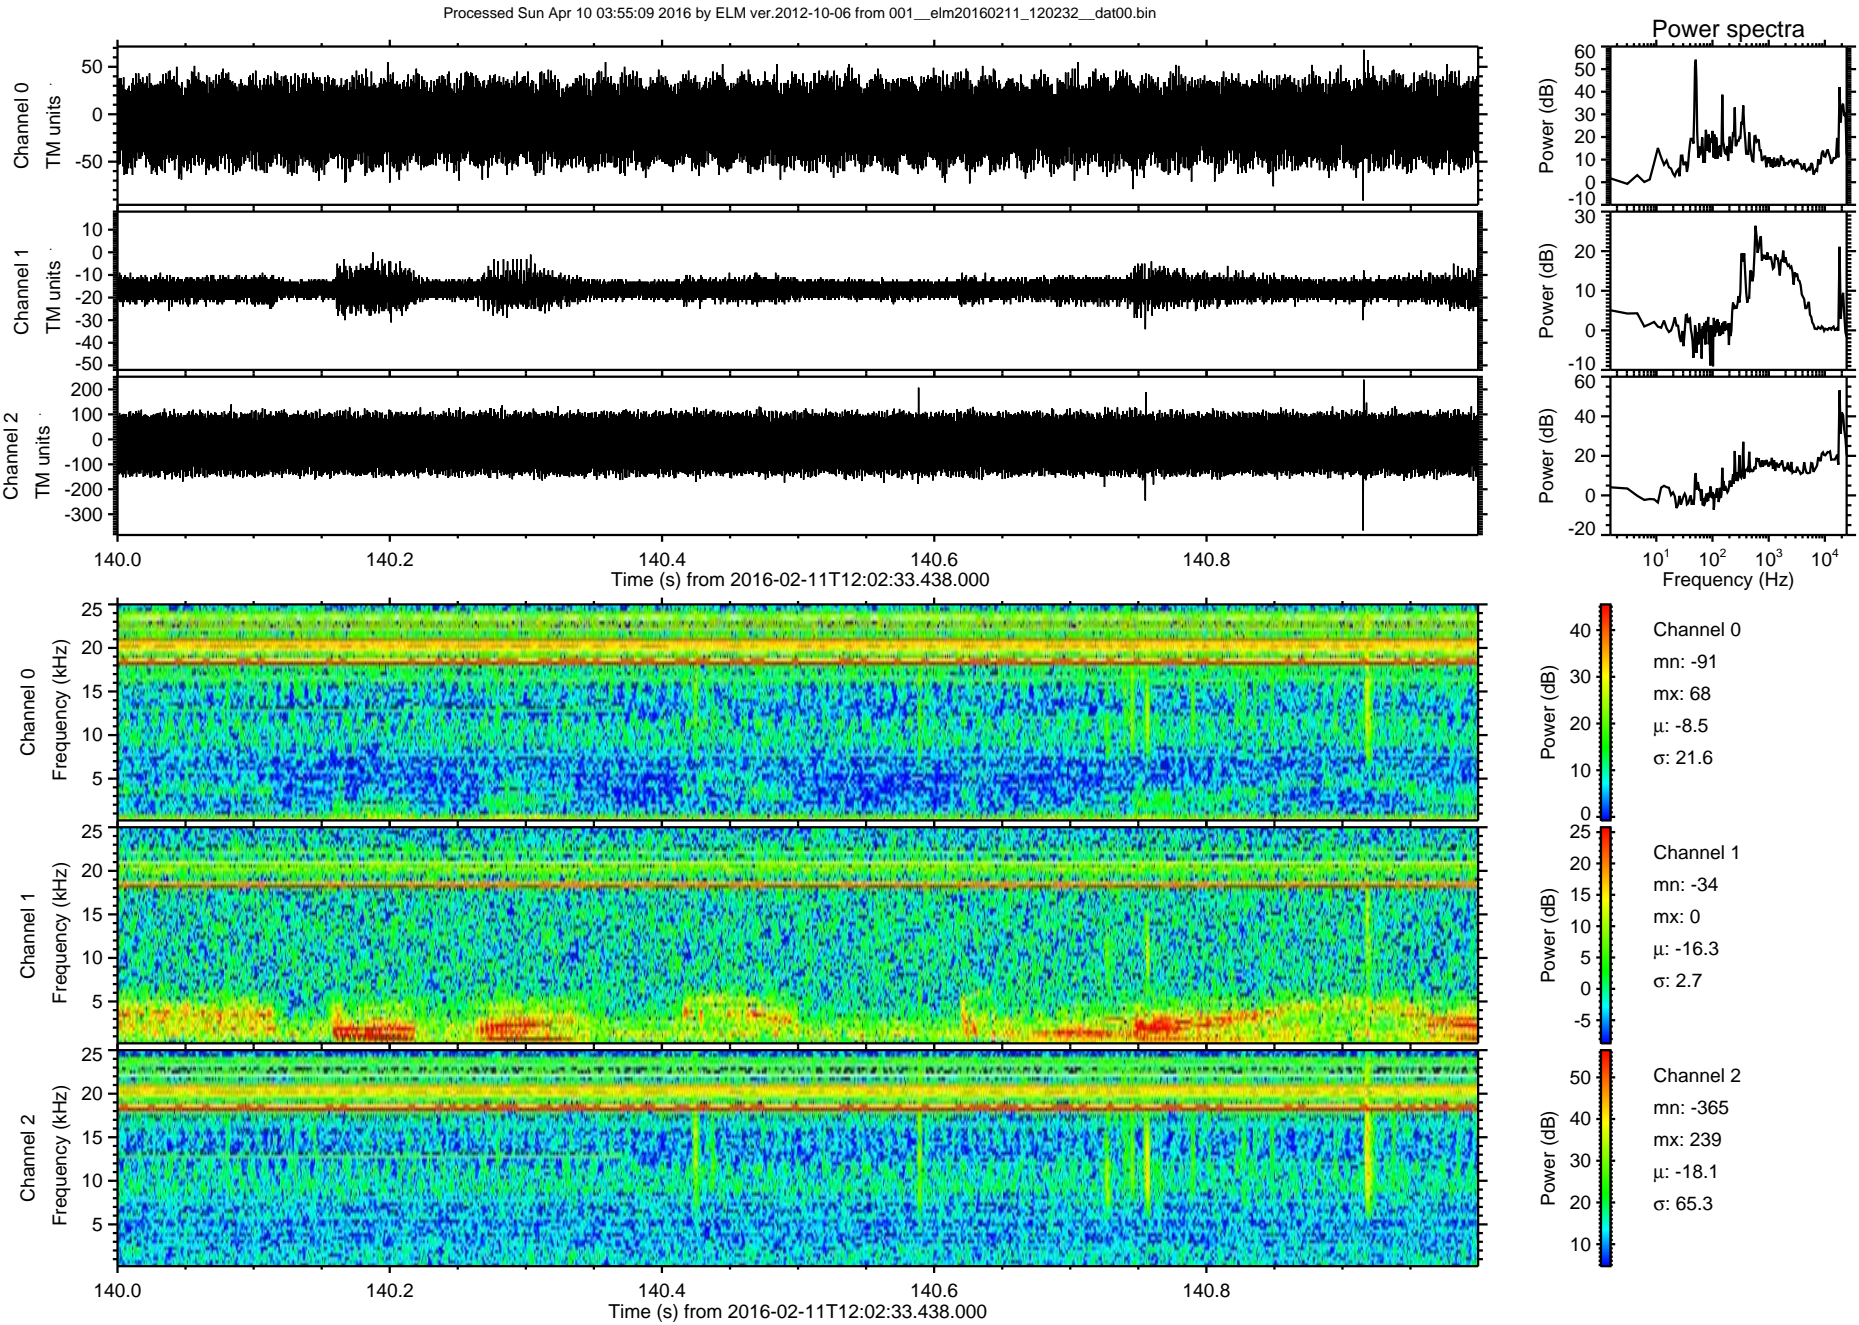 Processed Sun Apr 10 03:55:09 2016 by ELM ver.2012-10-06 from 001__elm20160211_120232__dat00.bin
Power spectra
Channel 0
TM units
50
0
-50
Power (dB)
60
50
40
30
20
10
0
-10
Channel 1
TM units
10
0
-10
-20
-30
-40
-50
Power (dB)
30
20
10
0
-10
Channel 2
TM units
200
100
0
-100
-200
-300
Power (dB)
60
40
20
0
-20
140.0 140.2 140.4 140.6 140.8
Time (s) from 2016-02-11T12:02:33.438.000
10¹ 10² 10³ 10⁴
Frequency (Hz)
Channel 0
Frequency (kHz)
25
20
15
10
5
Power (dB)
40
30
20
10
0
Channel 0
mn: -91
mx: 68
μ: -8.5
σ: 21.6
Channel 1
Frequency (kHz)
25
20
15
10
5
Power (dB)
25
20
15
10
5
0
-5
Channel 1
mn: -34
mx: 0
μ: -16.3
σ: 2.7
Channel 2
Frequency (kHz)
25
20
15
10
5
Power (dB)
50
40
30
20
10
Channel 2
mn: -365
mx: 239
μ: -18.1
σ: 65.3
140.0 140.2 140.4 140.6 140.8
Time (s) from 2016-02-11T12:02:33.438.000